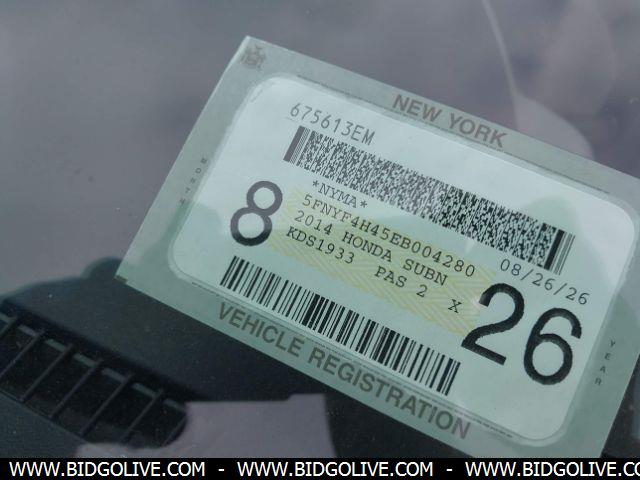 NEW YORK
675613EM
*NYMA*
5FNYF4H45EB004280
2014 HONDA SUBN
KDS1933 PAS 2 X
08/26/26
MONTH
8
26
YEAR
VEHICLE REGISTRATION
WWW.BIDGOLIVE.COM - WWW.BIDGOLIVE.COM - WWW.BIDGOLIVE.COM